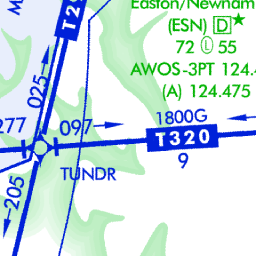 Easton/Newnam
(ESN) D★
72 Ⓛ 55
AWOS-3PT 124.4
(A) 124.475
T2
025
277
097
1800G
T320
9
TUNDR
205